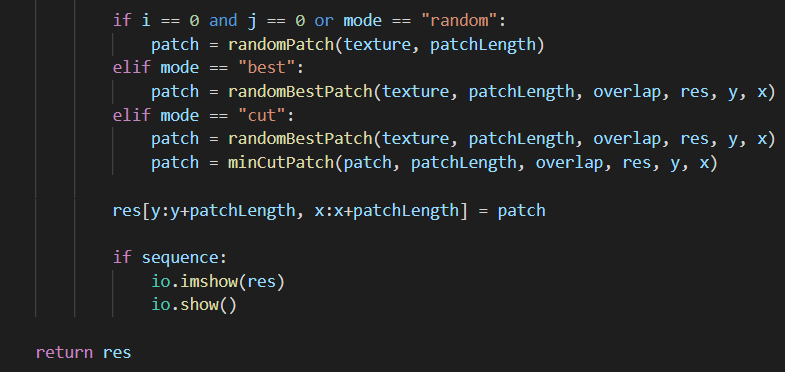 if i == 0 and j == 0 or mode == "random":
    patch = randomPatch(texture, patchLength)
elif mode == "best":
    patch = randomBestPatch(texture, patchLength, overlap, res, y, x)
elif mode == "cut":
    patch = randomBestPatch(texture, patchLength, overlap, res, y, x)
    patch = minCutPatch(patch, patchLength, overlap, res, y, x)
res[y:y+patchLength, x:x+patchLength] = patch
if sequence:
    io.imshow(res)
    io.show()
return res